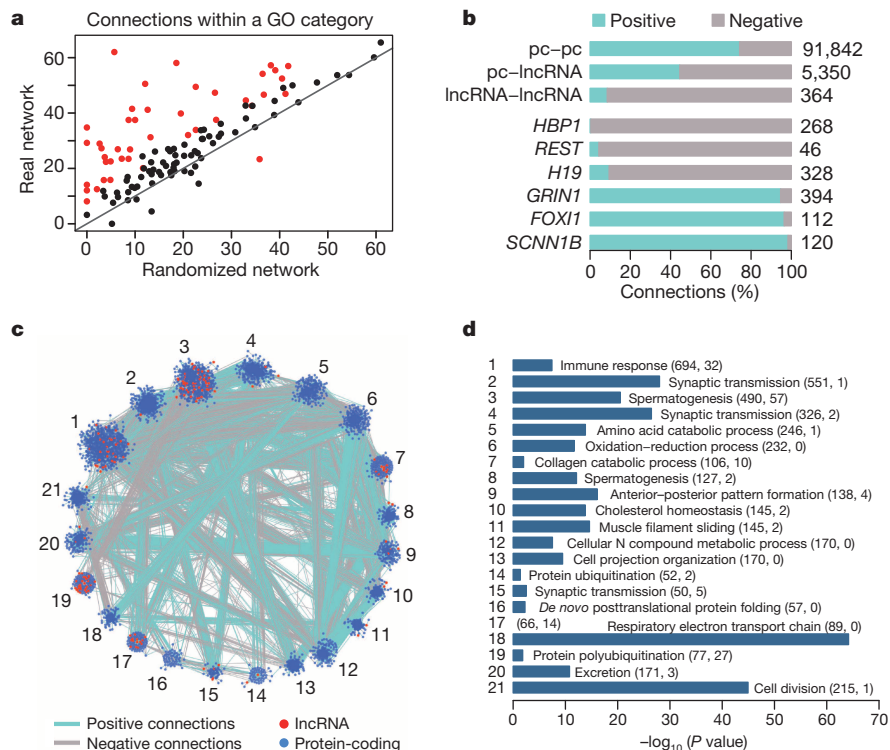 a
Connections within a GO category
Real network
60
40
20
0
0 10 20 30 40 50 60
Randomized network
b
Positive Negative
pc–pc 91,842
pc–lncRNA 5,350
lncRNA–lncRNA 364
HBP1 268
REST 46
H19 328
GRIN1 394
FOXI1 112
SCNN1B 120
0 20 40 60 80 100
Connections (%)
c
1
2
3
4
5
6
7
8
9
10
11
12
13
14
15
16
17
18
19
20
21
Positive connections lncRNA
Negative connections Protein-coding
d
1 Immune response (694, 32)
2 Synaptic transmission (551, 1)
3 Spermatogenesis (490, 57)
4 Synaptic transmission (326, 2)
5 Amino acid catabolic process (246, 1)
6 Oxidation–reduction process (232, 0)
7 Collagen catabolic process (106, 10)
8 Spermatogenesis (127, 2)
9 Anterior–posterior pattern formation (138, 4)
10 Cholesterol homeostasis (145, 2)
11 Muscle filament sliding (145, 2)
12 Cellular N compound metabolic process (170, 0)
13 Cell projection organization (170, 0)
14 Protein ubiquitination (52, 2)
15 Synaptic transmission (50, 5)
16 De novo posttranslational protein folding (57, 0)
17 (66, 14)
18 Respiratory electron transport chain (89, 0)
19 Protein polyubiquitination (77, 27)
20 Excretion (171, 3)
21 Cell division (215, 1)
0 10 20 30 40 50 60 70
–log10 (P value)